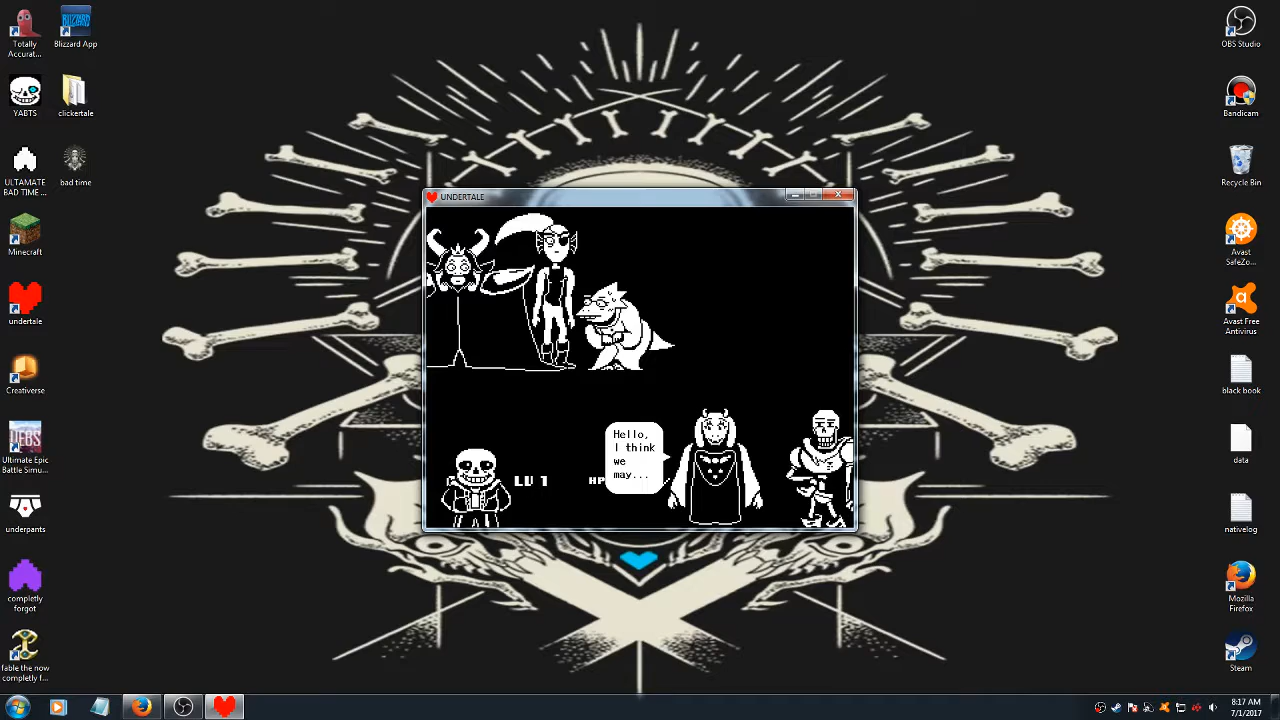 Totally
Accurat...
Blizzard App
YABTS
clickertale
ULTIMATE
BAD TIME ...
bad time
Minecraft
undertale
Creativerse
Ultimate Epic
Battle Simu...
underpants
completly
forgot
fable the now
completly f...
UNDERTALE
Hello,
I think
we
may...
LV 1
HP
OBS Studio
Bandicam
Recycle Bin
Avast
SafeZo...
Avast Free
Antivirus
black book
data
nativelog
Mozilla
Firefox
Steam
8:17 AM
7/1/2017